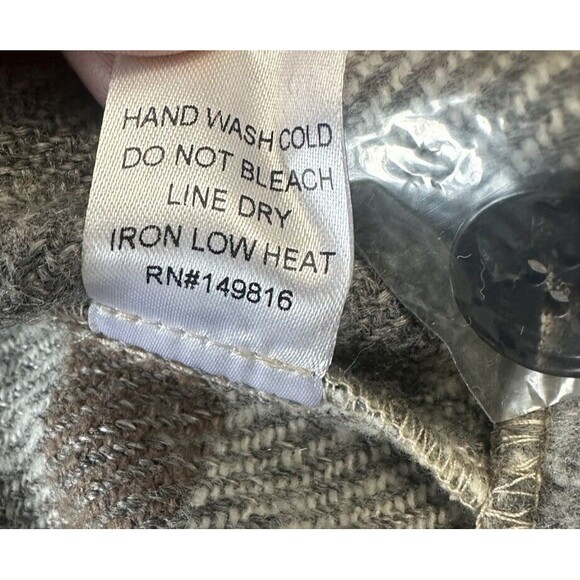 HAND WASH COLD
DO NOT BLEACH
LINE DRY
IRON LOW HEAT
RN#149816